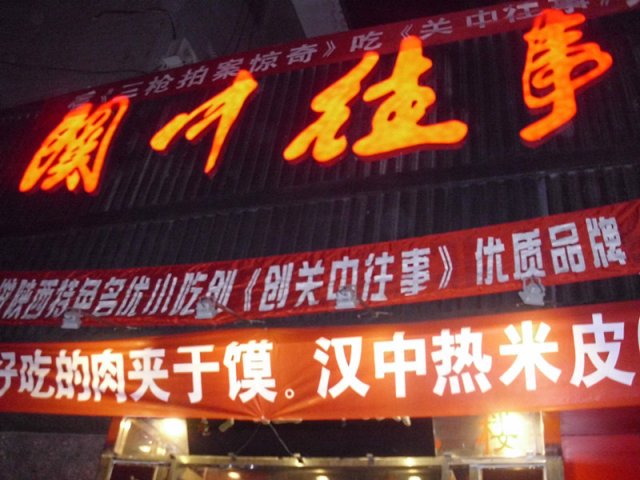 《三枪拍案惊奇》吃《关中往事
關中往事
陕西特色名优小吃创《创关中往事》优质品牌
吃的肉夹于馍。汉中热米皮